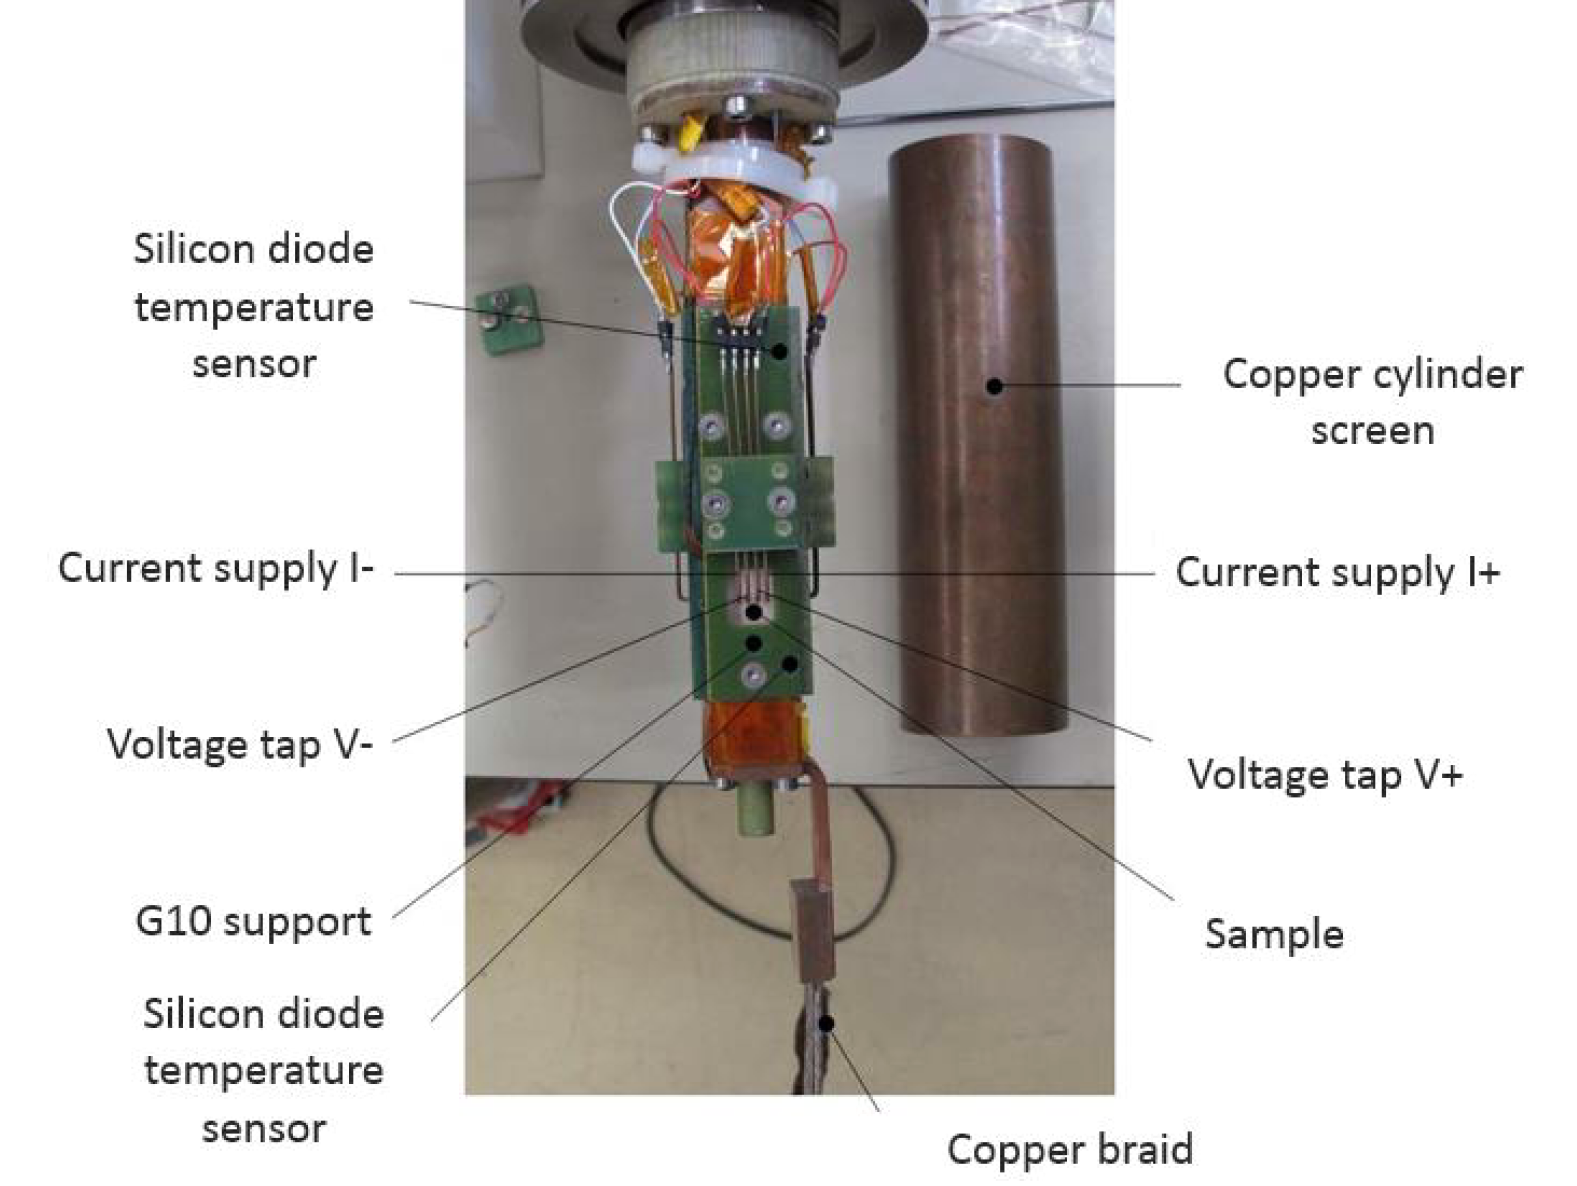 Silicon diode
temperature
sensor
Copper cylinder
screen
Current supply I-
Current supply I+
Voltage tap V-
Voltage tap V+
G10 support
Sample
Silicon diode
temperature
sensor
Copper braid